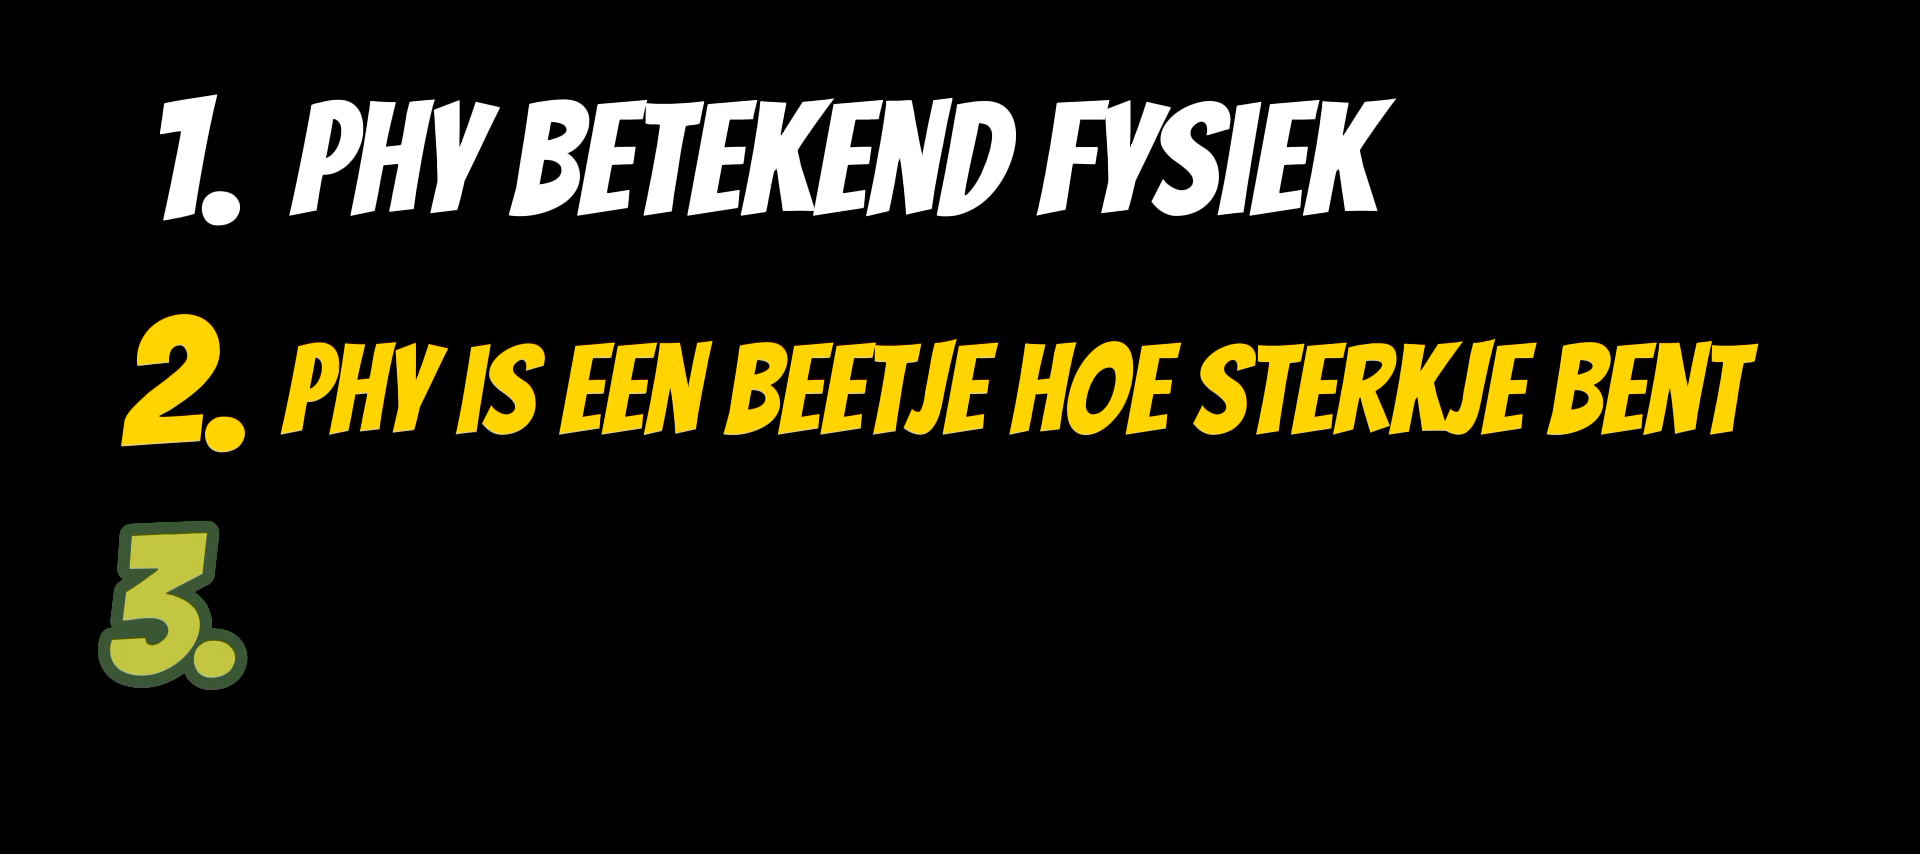 1. PHY BETEKEND FYSIEK
2. PHY IS EEN BEETJE HOE STERKJE BENT
3.